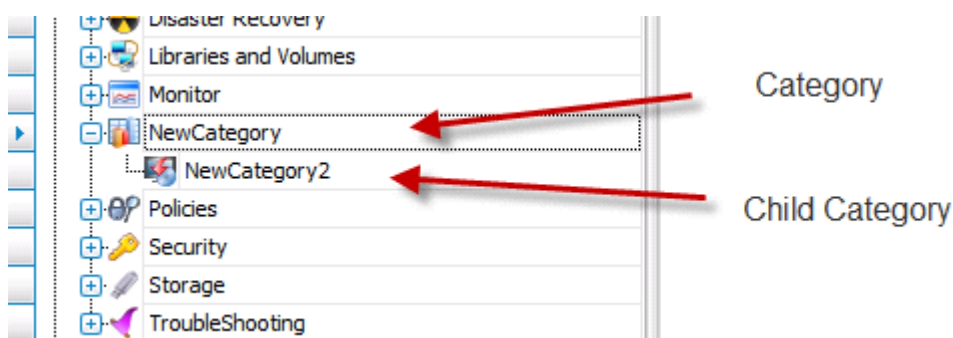 Disaster Recovery
Libraries and Volumes
Monitor
Category
NewCategory
NewCategory2
Policies
Child Category
Security
Storage
TroubleShooting